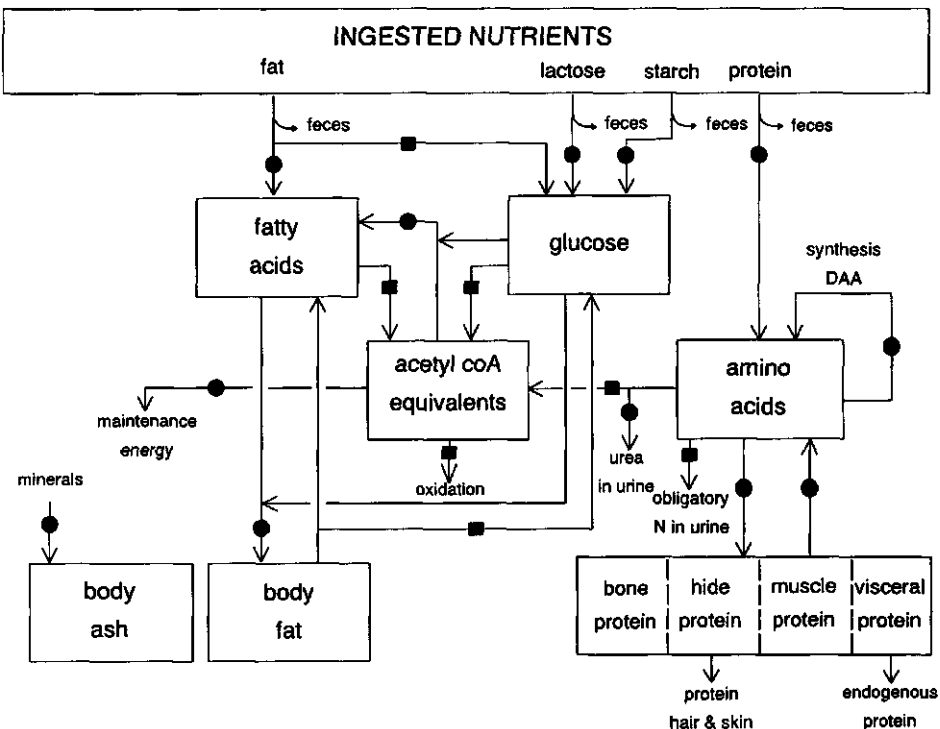 INGESTED NUTRIENTS
fat lactose starch protein
feces feces feces feces
fatty
acids
glucose
synthesis
DAA
acetyl coA
equivalents
amino
acids
maintenance
energy
urea
in urine
obligatory
N in urine
oxidation
minerals
body
ash
body
fat
bone
protein
hide
protein
muscle
protein
visceral
protein
protein
hair & skin
endogenous
protein